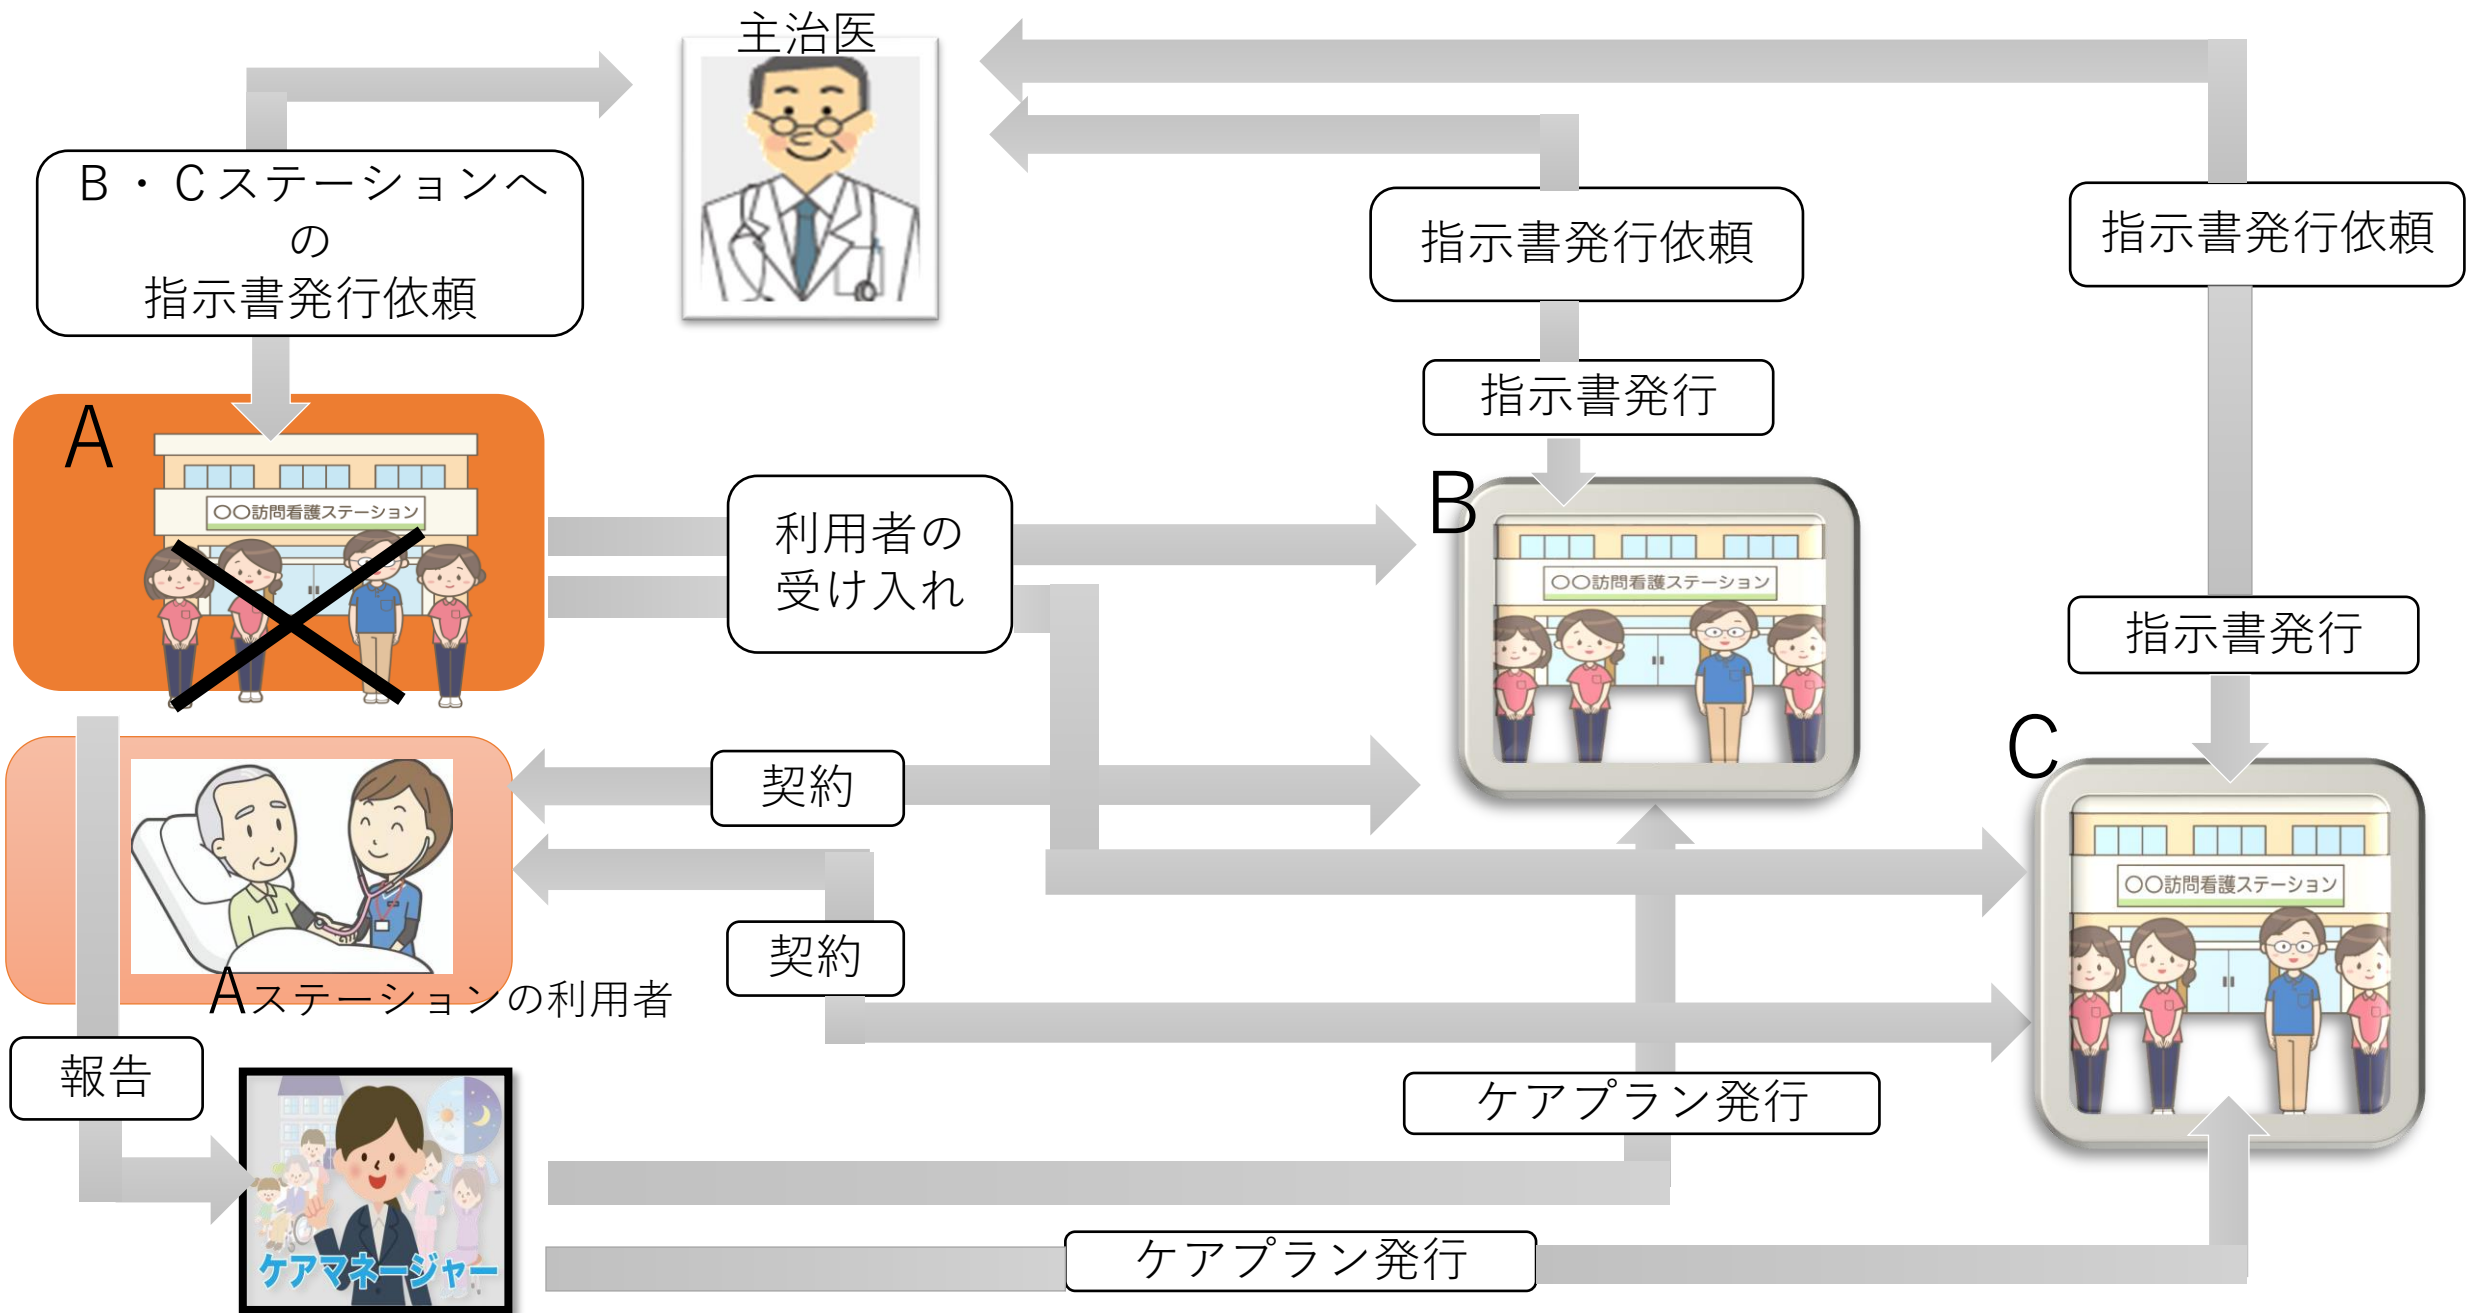 主治医
B・Cステーションへ
の
指示書発行依頼
指示書発行依頼
指示書発行依頼
指示書発行
A
〇〇訪問看護ステーション
利用者の
受け入れ
B
〇〇訪問看護ステーション
指示書発行
契約
C
〇〇訪問看護ステーション
契約
Aステーションの利用者
報告
ケアプラン発行
ケアマネージャー
ケアプラン発行